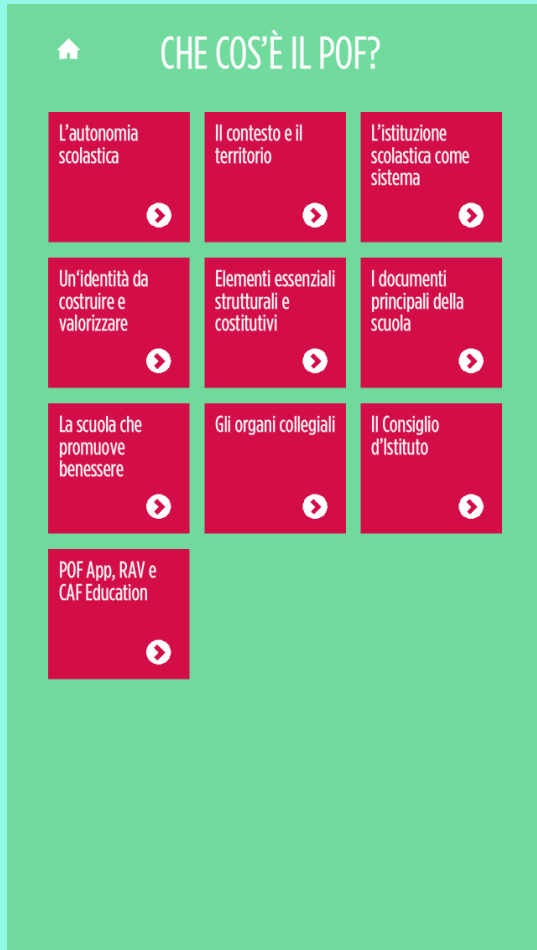 CHE COS'È IL POF?
L'autonomia
scolastica
Il contesto e il
territorio
L'istituzione
scolastica come
sistema
Un'identità da
costruire e
valorizzare
Elementi essenziali
strutturali e
costitutivi
I documenti
principali della
scuola
La scuola che
promuove
benessere
Gli organi collegiali
Il Consiglio
d'Istituto
POF App, RAV e
CAF Education